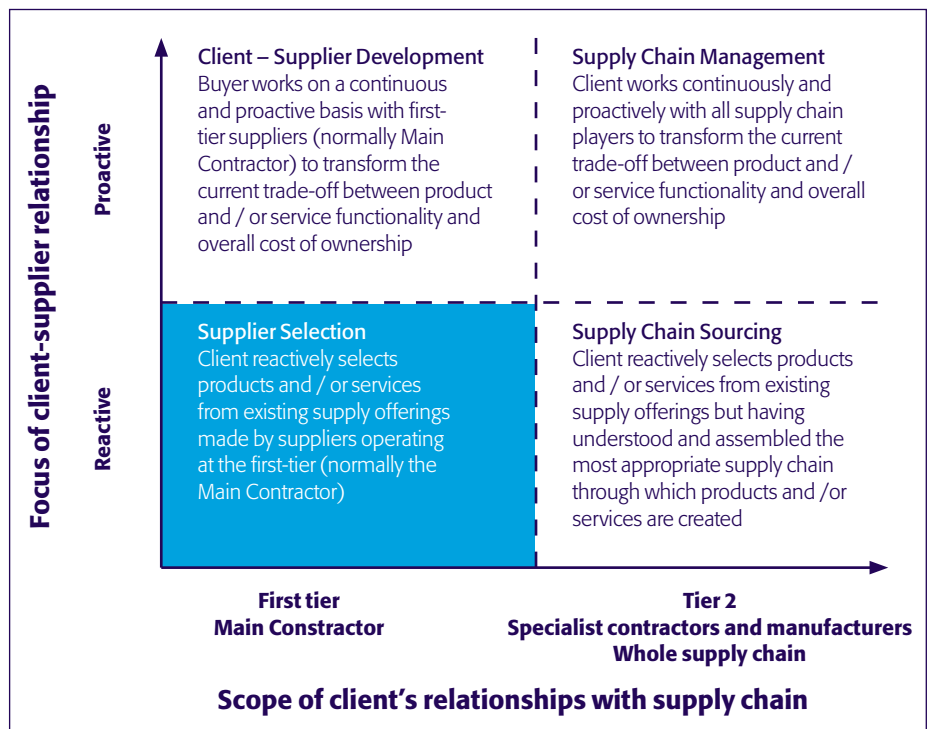 Focus of client-supplier relationship
Proactive
Reactive
Client – Supplier Development
Buyer works on a continuous
and proactive basis with first-
tier suppliers (normally Main
Contractor) to transform the
current trade-off between product
and / or service functionality and
overall cost of ownership
Supply Chain Management
Client works continuously and
proactively with all supply chain
players to transform the current
trade-off between product and /
or service functionality and overall
cost of ownership
Supplier Selection
Client reactively selects
products and / or services
from existing supply offerings
made by suppliers operating
at the first-tier (normally the
Main Contractor)
Supply Chain Sourcing
Client reactively selects products
and / or services from existing
supply offerings but having
understood and assembled the
most appropriate supply chain
through which products and /or
services are created
First tier
Main Constractor
Tier 2
Specialist contractors and manufacturers
Whole supply chain
Scope of client's relationships with supply chain